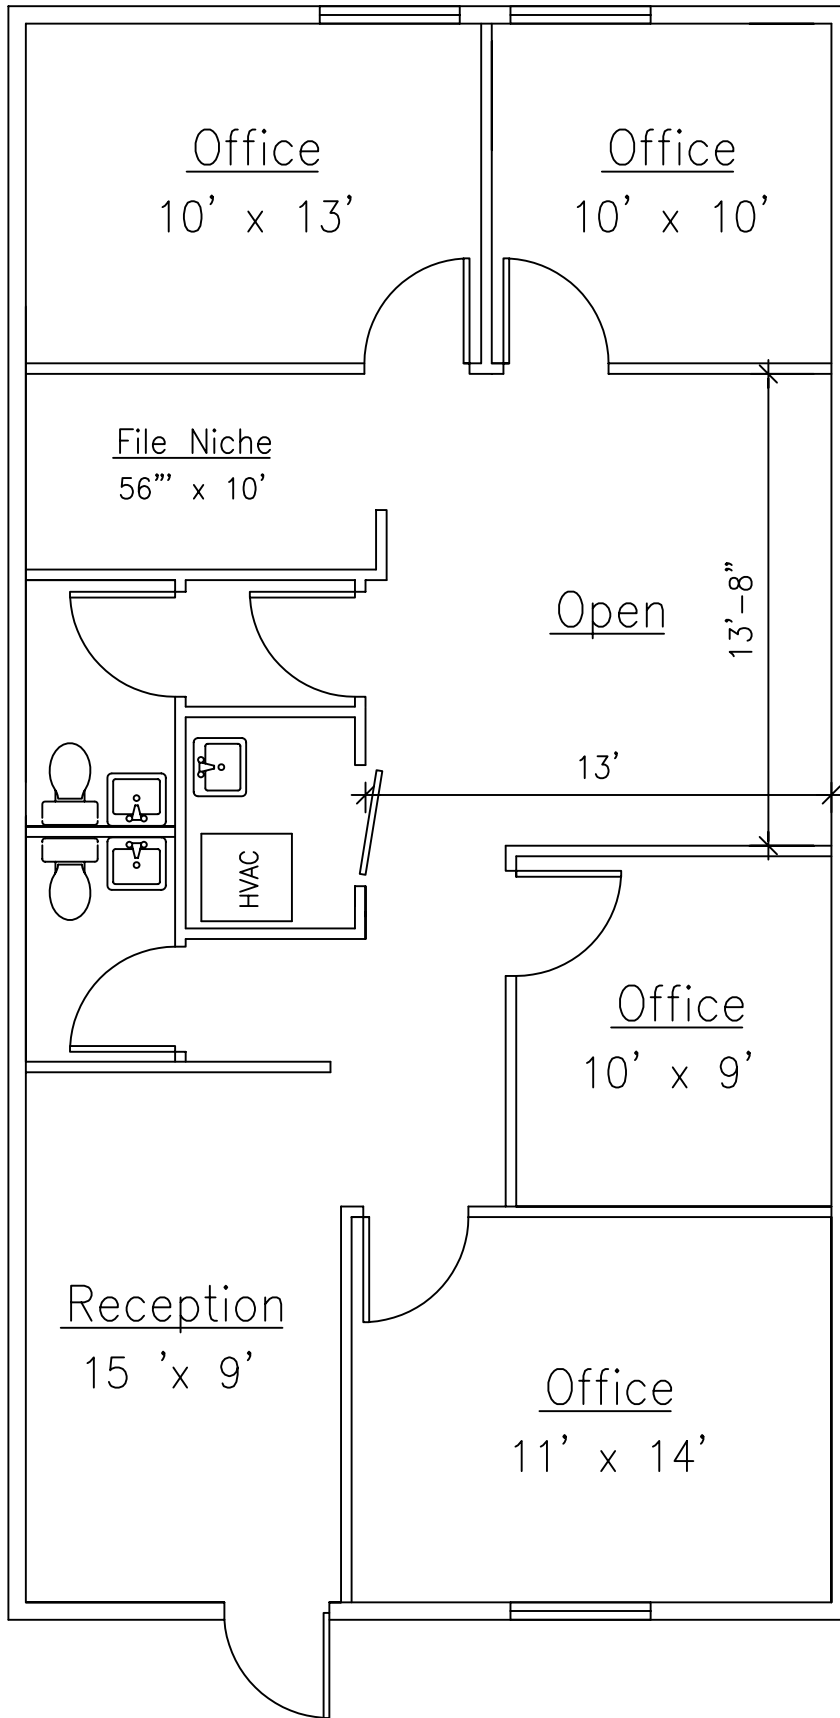 Office
10' x 13'
Office
10' x 10'
File Niche
56"' x 10'
Open
13'-8"
13'
HVAC
Office
10' x 9'
Reception
15 'x 9'
Office
11' x 14'